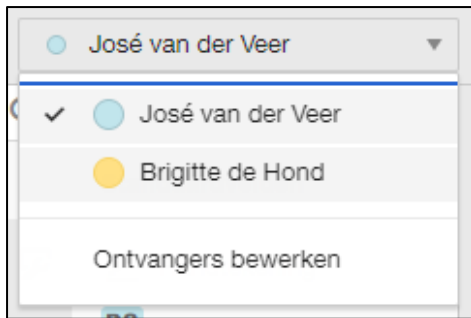 José van der Veer
José van der Veer
Brigitte de Hond
Ontvangers bewerken